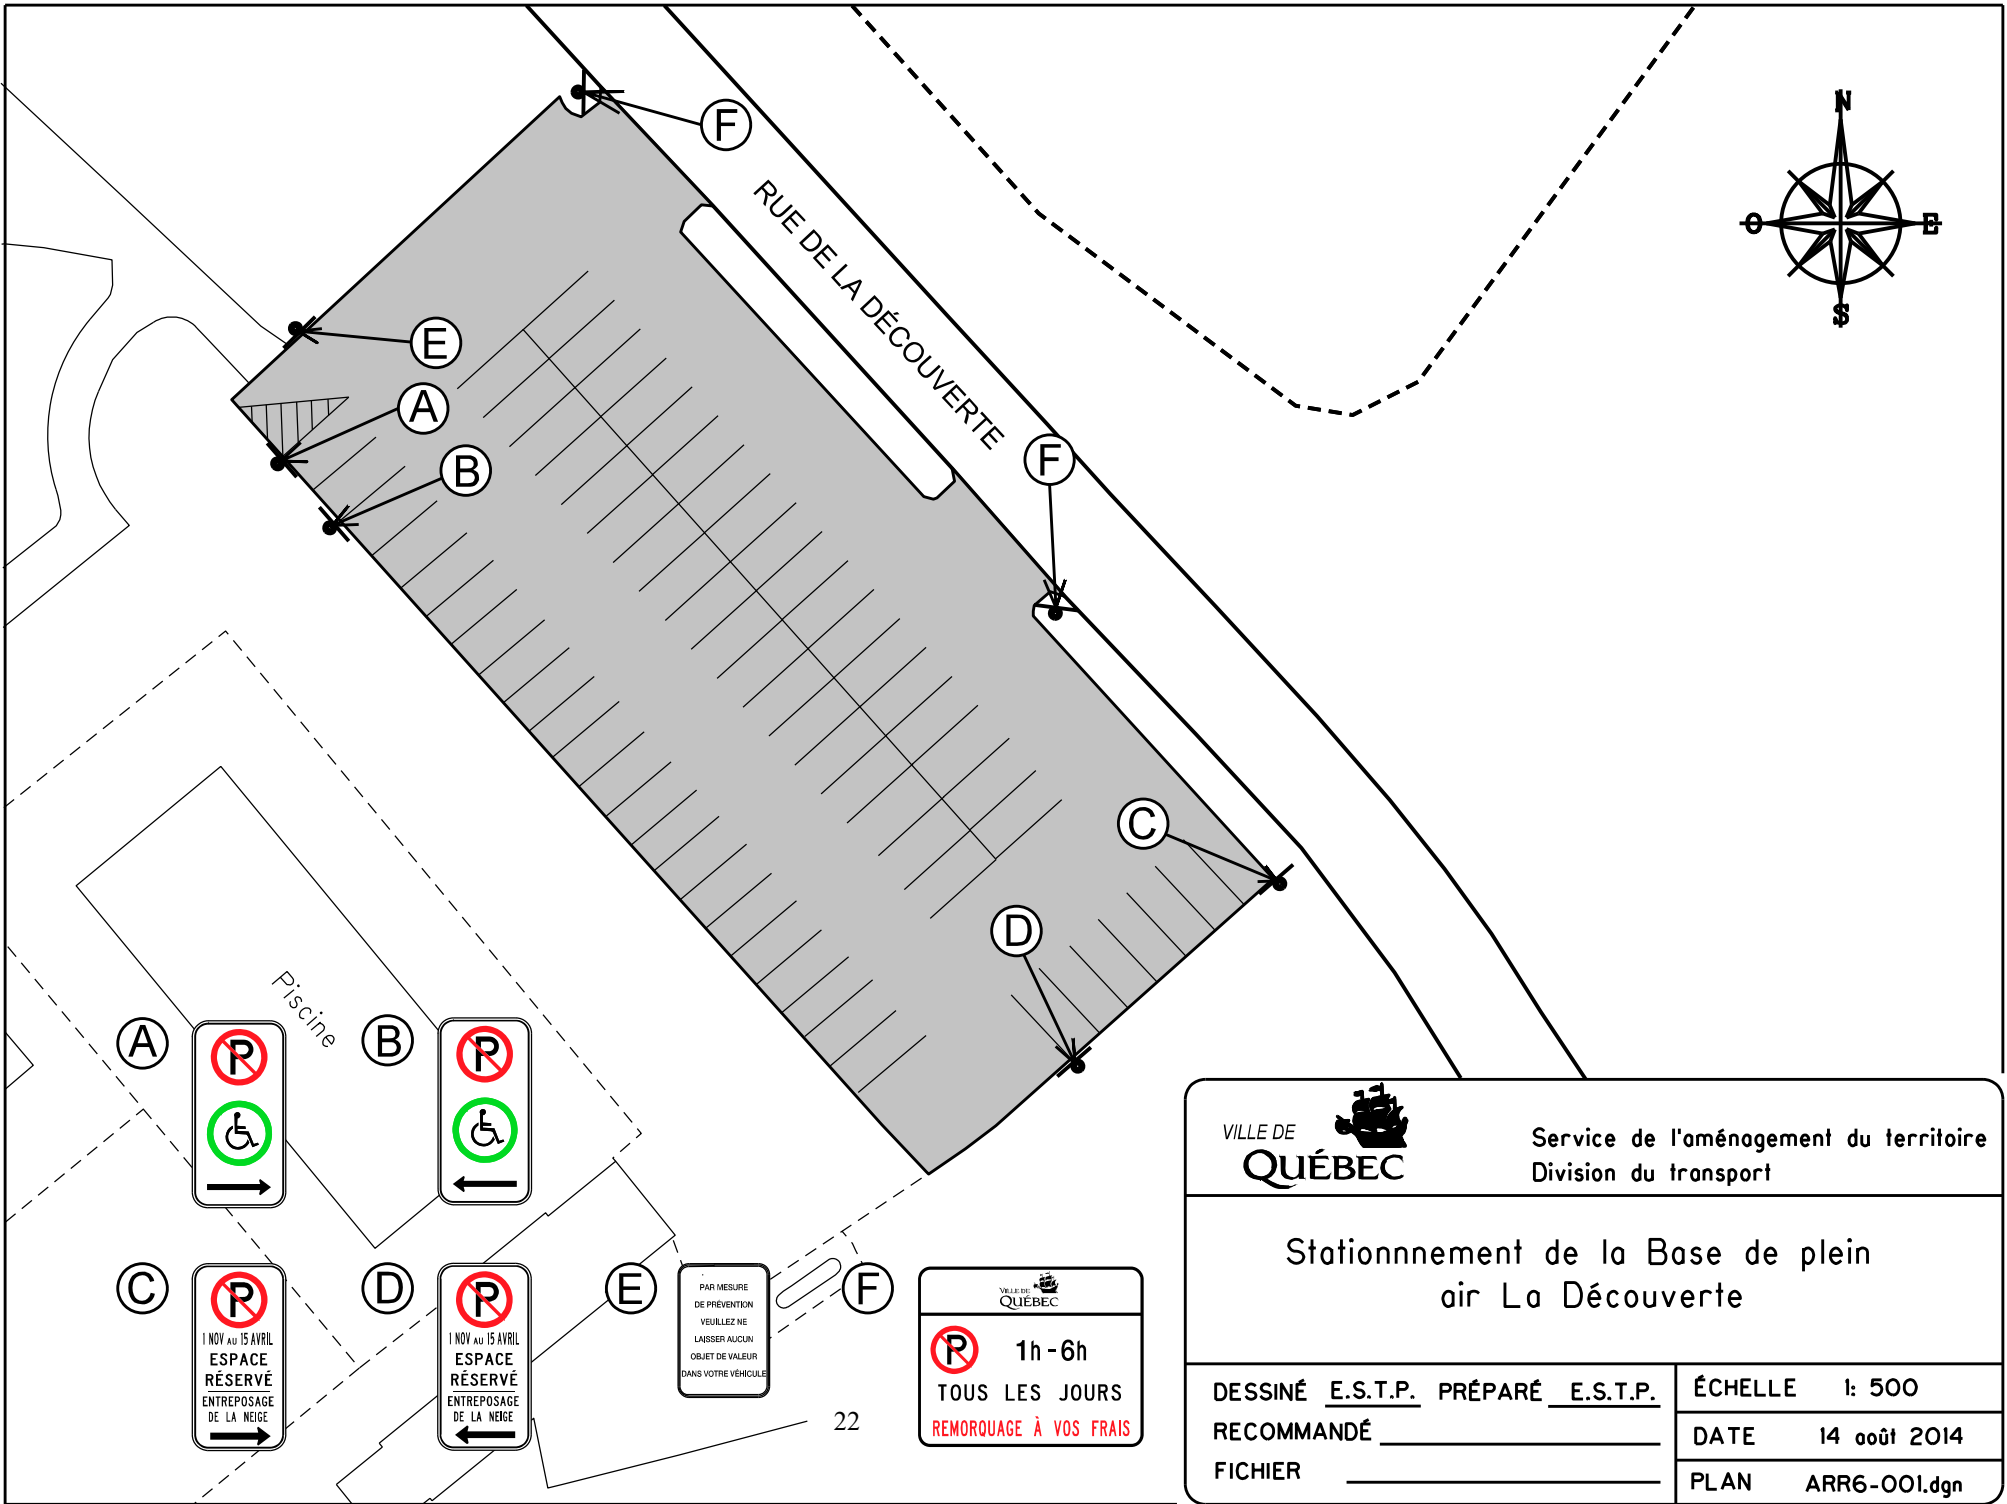 F
RUE DE LA DÉCOUVERTE
N
O
E
S
E
A
B
F
C
D
Piscine
A
P
B
P
C
P
1 NOV AU 15 AVRIL
ESPACE
RÉSERVÉ
ENTREPOSAGE
DE LA NEIGE
D
P
1 NOV AU 15 AVRIL
ESPACE
RÉSERVÉ
ENTREPOSAGE
DE LA NEIGE
E
PAR MESURE
DE PRÉVENTION
VEUILLEZ NE
LAISSER AUCUN
OBJET DE VALEUR
DANS VOTRE VÉHICULE
F
VILLE DE
QUÉBEC
P 1h-6h
TOUS LES JOURS
REMORQUAGE À VOS FRAIS
22
VILLE DE
QUÉBEC
Service de l'aménagement du territoire
Division du transport
Stationnnement de la Base de plein
air La Découverte
DESSINÉ E.S.T.P. PRÉPARÉ E.S.T.P.
RECOMMANDÉ
FICHIER
ÉCHELLE 1: 500
DATE 14 août 2014
PLAN ARR6-001.dgn